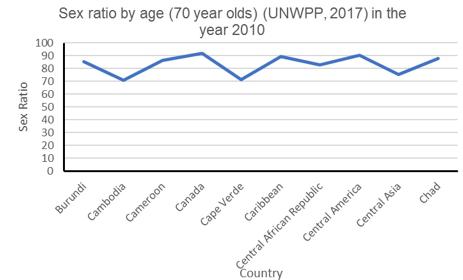 Sex ratio by age (70 year olds) (UNWPP, 2017) in the
year 2010
Sex Ratio
100
90
80
70
60
50
40
30
20
10
0
Burundi
Cambodia
Cameroon
Canada
Cape Verde
Caribbean
Central African Republic
Central America
Central Asia
Chad
Country